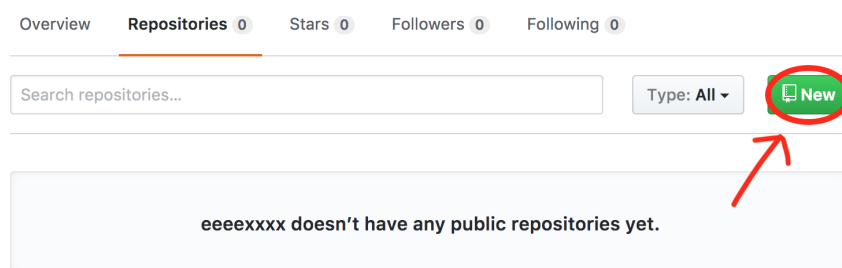 Overview Repositories 0 Stars 0 Followers 0 Following 0
Search repositories... Type: All New
eeeexxxx doesn’t have any public repositories yet.